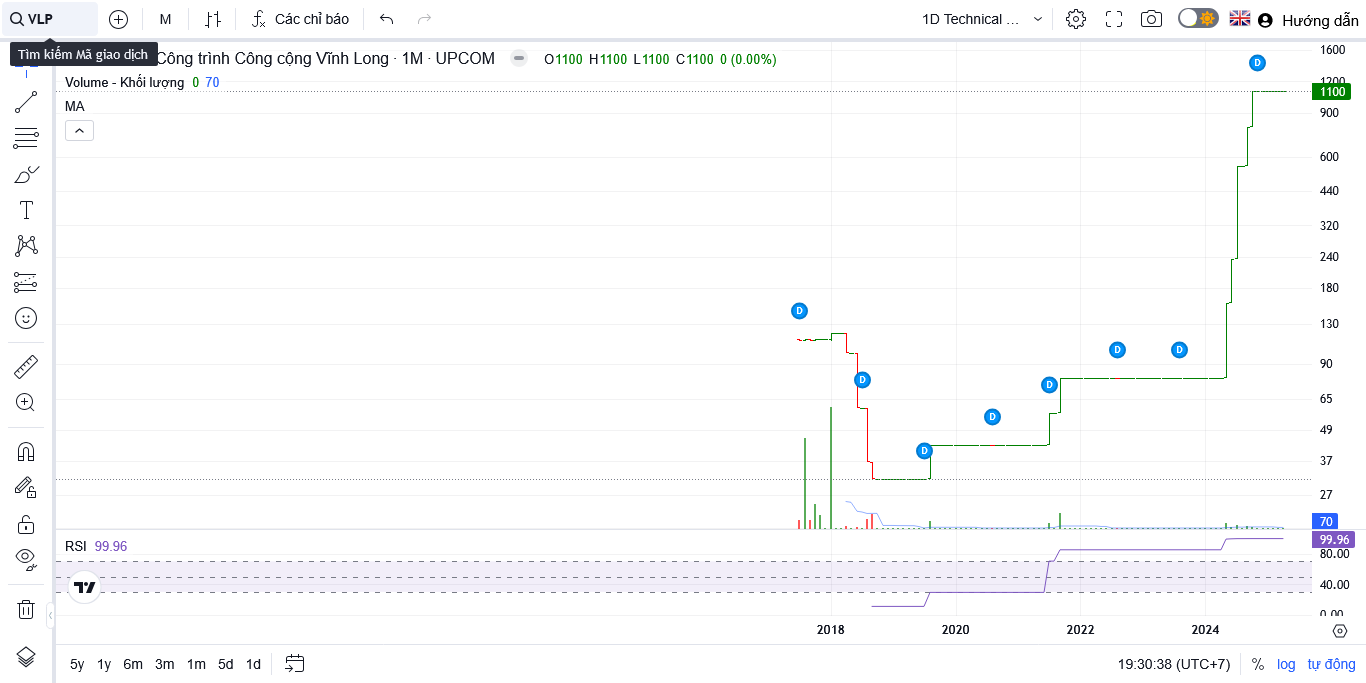 VLP
M
Các chỉ báo
1D Technical ...
Hướng dẫn
Tìm kiếm Mã giao dịch
Công trình Công cộng Vĩnh Long · 1M · UPCOM
O1100 H1100 L1100 C1100 0 (0.00%)
Volume - Khối lượng 0 70
MA
1600
1200
1100
900
600
440
320
240
180
130
90
65
49
37
27
70
D
D
D
D
D
D
D
D
RSI 99.96
99.96
80.00
40.00
0.00
2018
2020
2022
2024
5y 1y 6m 3m 1m 5d 1d
19:30:38 (UTC+7)
%
log
tự động